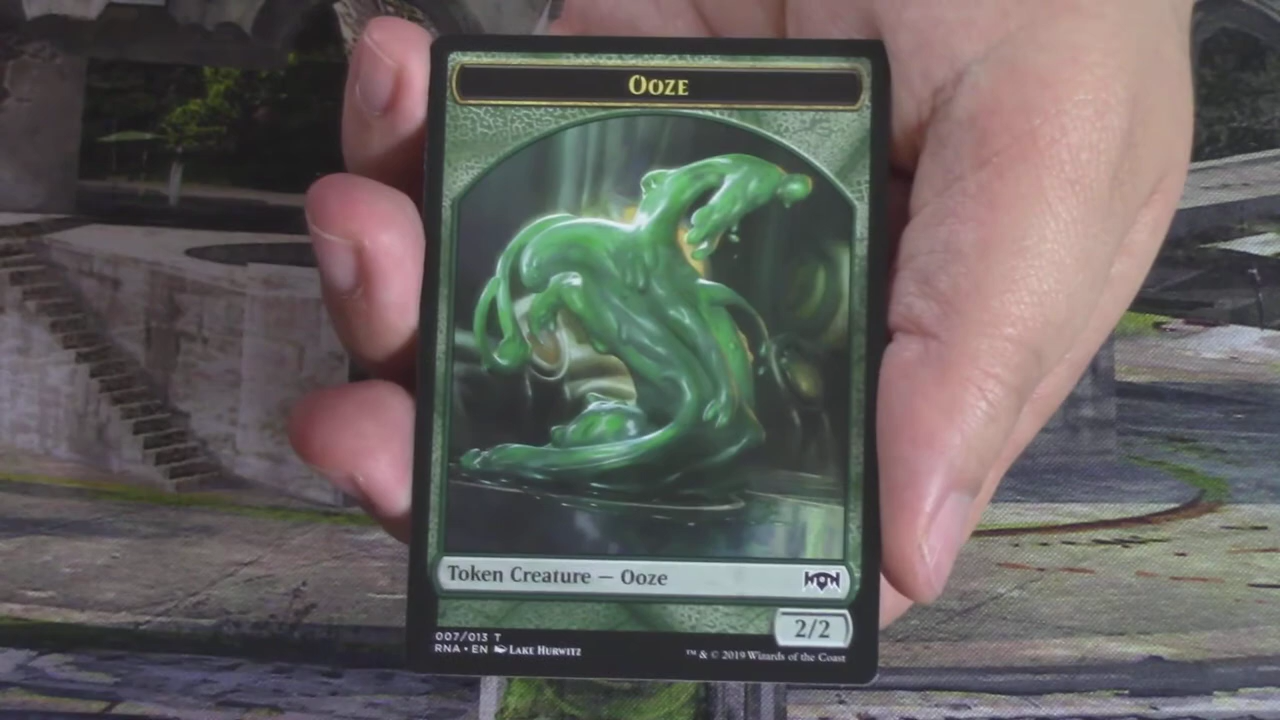 Ooze
Token Creature — Ooze
2/2
007/013 T
RNA • EN Lake Hurwitz
™ & © 2019 Wizards of the Coast